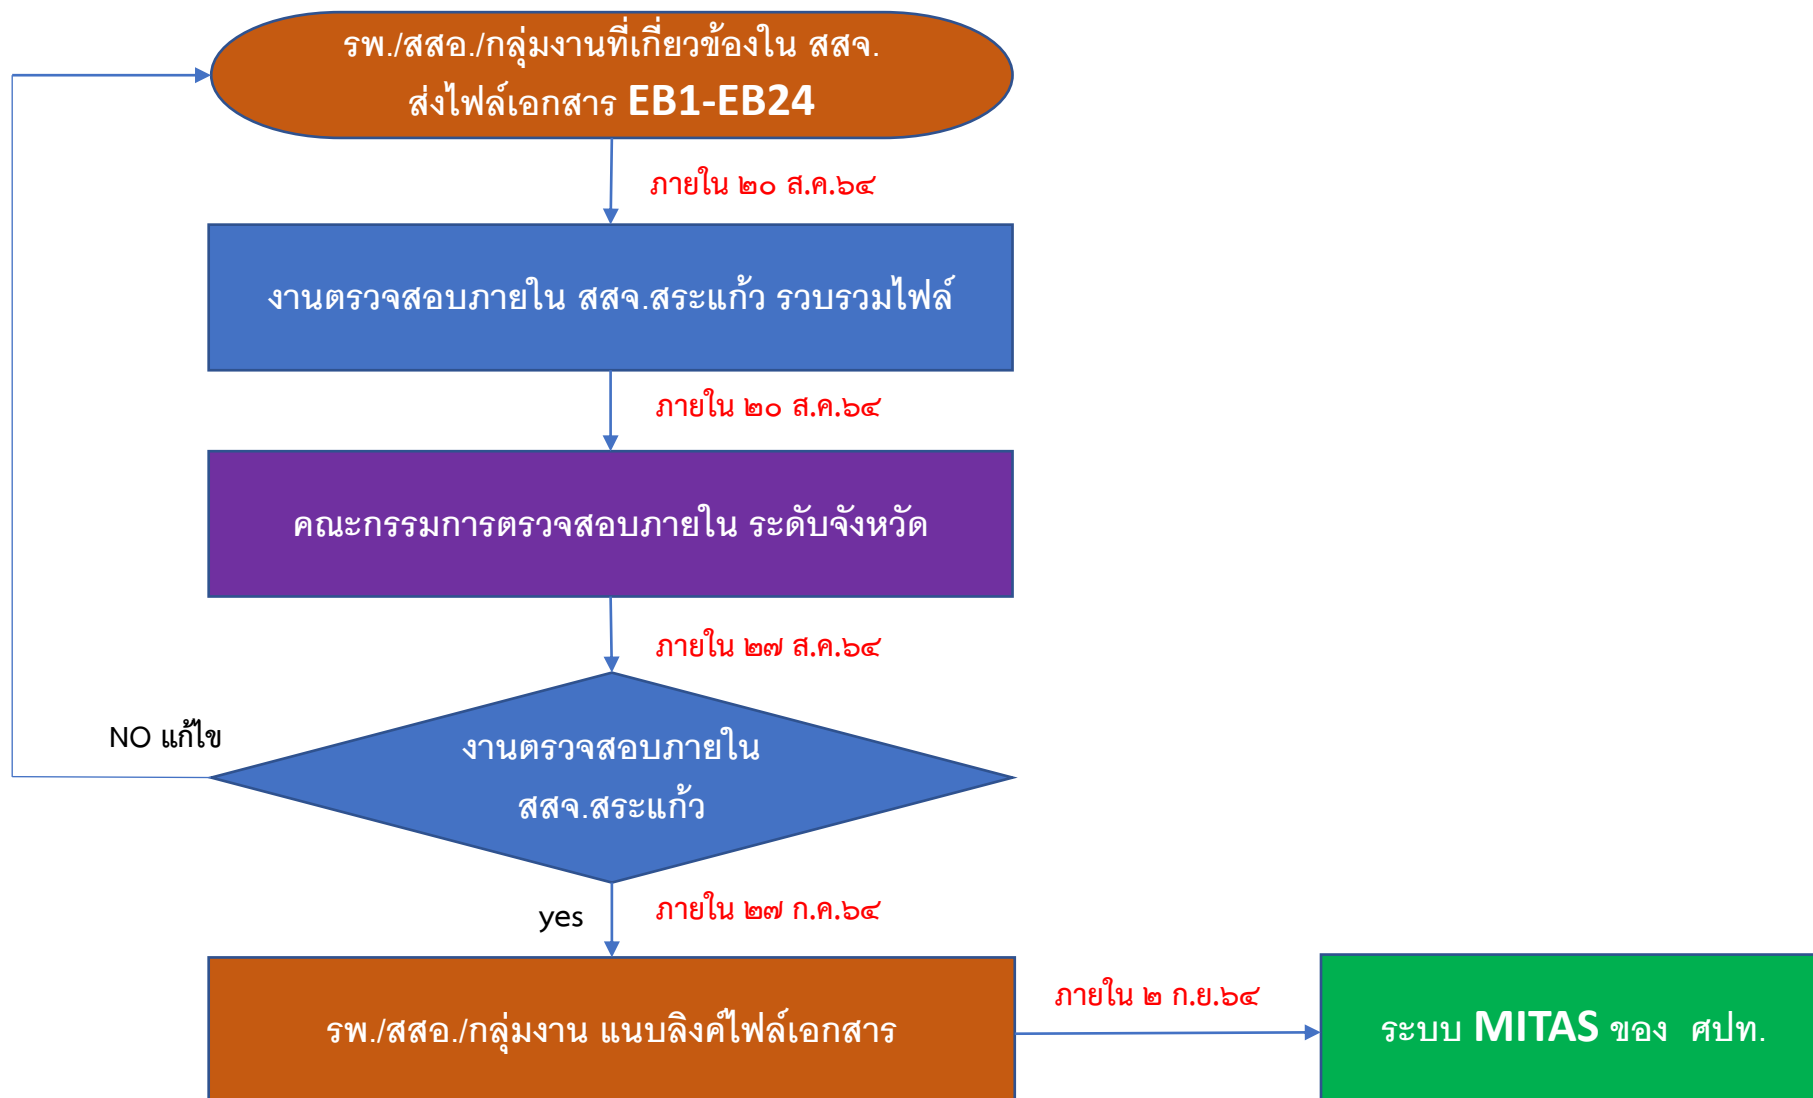 รพ./สสอ./กลุ่มงานที่เกี่ยวข้องใน สสจ.
ส่งไฟล์เอกสาร EB1-EB24
ภายใน ๒๐ ส.ค.๖๔
งานตรวจสอบภายใน สสจ.สระแก้ว รวบรวมไฟล์
ภายใน ๒๐ ส.ค.๖๔
คณะกรรมการตรวจสอบภายใน ระดับจังหวัด
ภายใน ๒๗ ส.ค.๖๔
NO แก้ไข
งานตรวจสอบภายใน
สสจ.สระแก้ว
yes
ภายใน ๒๗ ก.ค.๖๔
รพ./สสอ./กลุ่มงาน แนบลิงค์ไฟล์เอกสาร
ภายใน ๒ ก.ย.๖๔
ระบบ MITAS ของ ศปท.